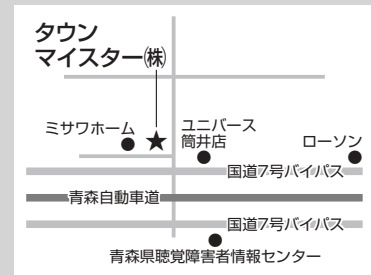 タウン
マイスター㈱
ミサワホーム
ユニバース
筒井店
ローソン
国道7号バイパス
青森自動車道
国道7号バイパス
青森県聴覚障害者情報センター